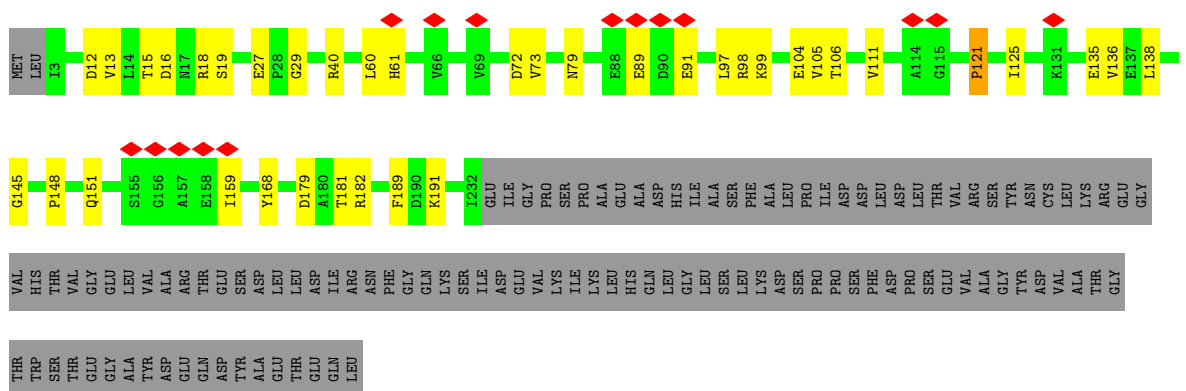 MET LEU I3 D12 V13 L14 T15 D16 N17 R18 S19 E27 P28 G29 R40 L60 H61 V66 V69 D72 V73 N79 E88 E89 D90 E91 L97 R98 K99 E104 V105 T106 V111 A114 G115 P121 I125 K131 E135 V136 E137 L138
G145 P148 Q151 S155 G156 A157 E158 I159 Y168 D179 A180 T181 R182 F189 D190 K191 I232 GLU ILE GLY PRO SER PRO ALA GLU ALA ASP HIS ILE ALA SER PHE ALA LEU PRO ILE ASP ASP LEU ASP LEU THR VAL ARG SER TYR ASN CYS LEU LYS ARG GLU GLY
VAL HIS THR VAL GLY GLU LEU VAL ALA ARG THR GLU SER ASP LEU LEU ASP ILE ARG ASN PHE GLY GLN LYS SER ILE ASP GLU VAL LYS ILE LYS LEU HIS GLN LEU GLY LEU SER LEU LYS ASP SER PRO PRO SER PHE ASP PRO SER GLU VAL ALA GLY TYR ASP VAL ALA THR GLY
THR TRP SER THR GLU GLY ALA TYR ASP GLU GLN ASP TYR ALA GLU THR GLU GLN LEU